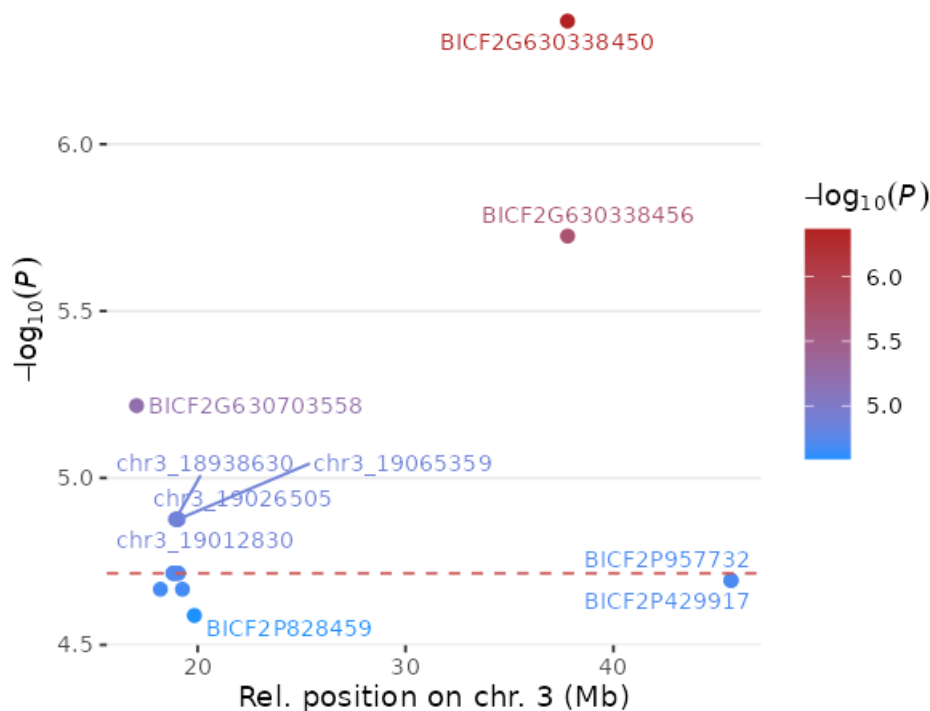 BICF2G630338450
6.0
–log10(P)
BICF2G630338456
6.0
5.5
5.5
BICF2G630703558
5.0
chr3_18938630
chr3_19065359
5.0
chr3_19026505
chr3_19012830
BICF2P957732
BICF2P429917
BICF2P828459
4.5
20
30
40
Rel. position on chr. 3 (Mb)
–log10(P)